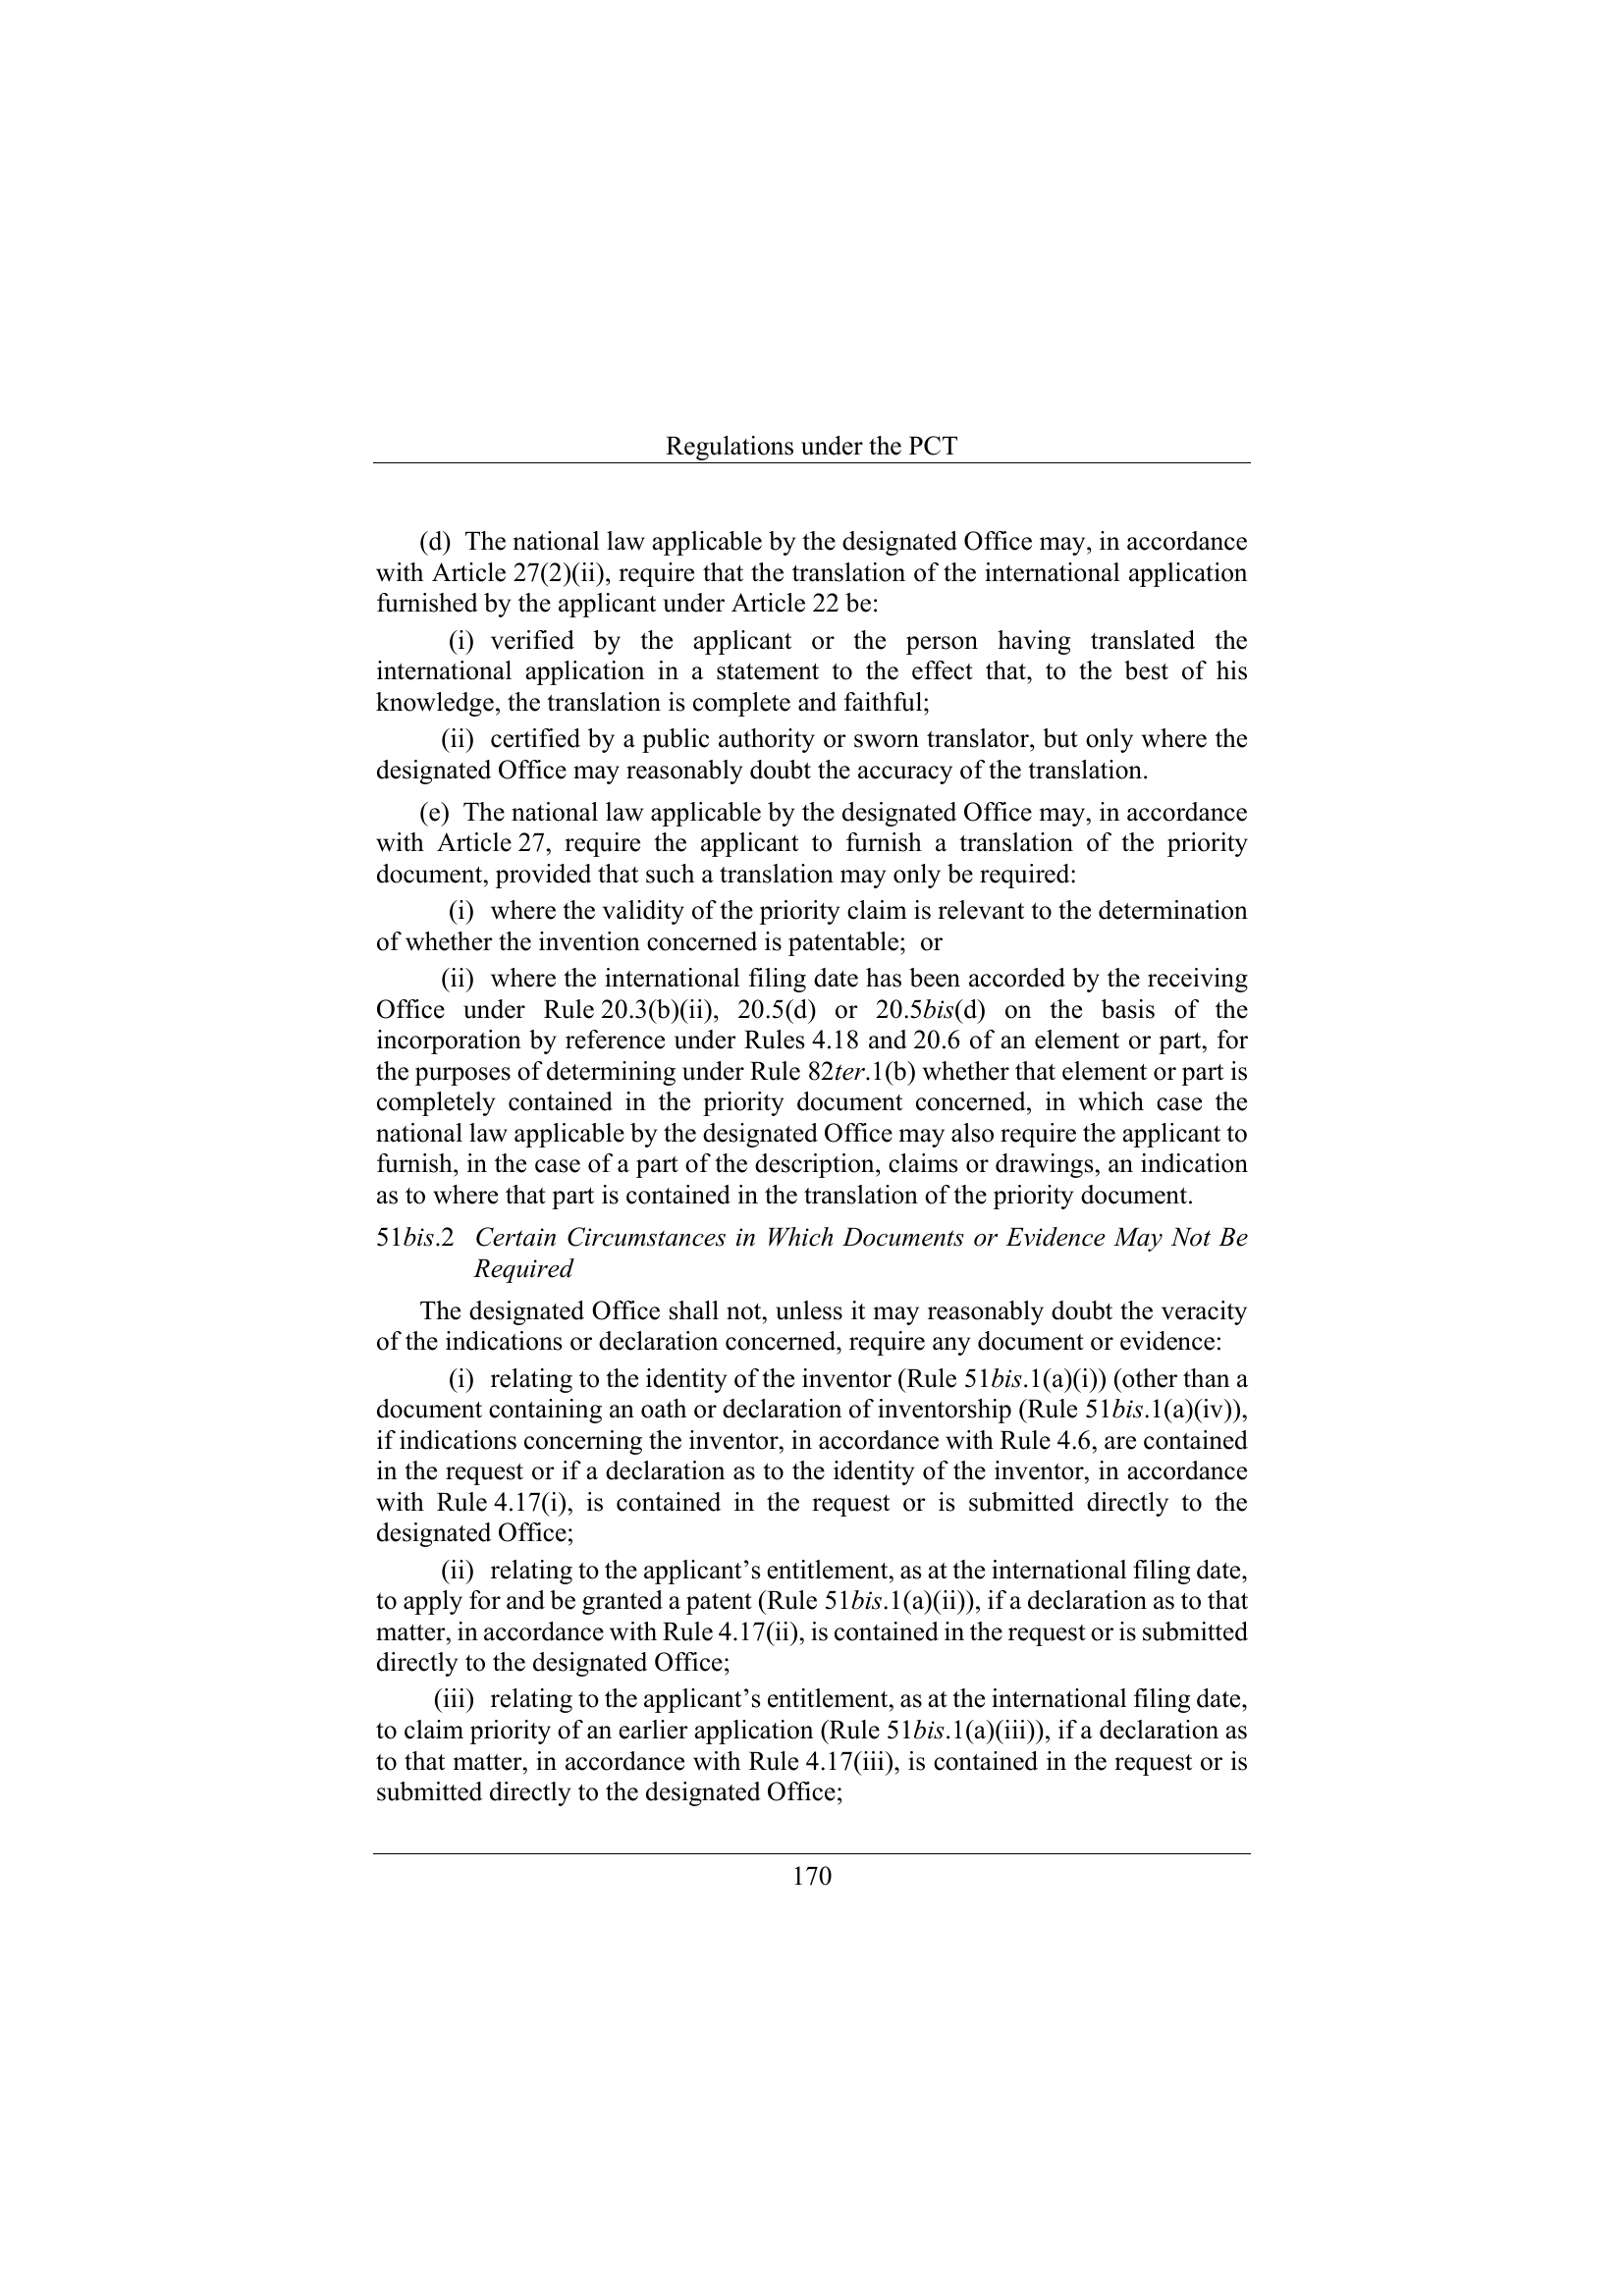 Regulations under the PCT
(d) The national law applicable by the designated Office may, in accordance
with Article 27(2)(ii), require that the translation of the international application
furnished by the applicant under Article 22 be:
(i) verified by the applicant or the person having translated the
international application in a statement to the effect that, to the best of his
knowledge, the translation is complete and faithful;
(ii) certified by a public authority or sworn translator, but only where the
designated Office may reasonably doubt the accuracy of the translation.
(e) The national law applicable by the designated Office may, in accordance
with Article 27, require the applicant to furnish a translation of the priority
document, provided that such a translation may only be required:
(i) where the validity of the priority claim is relevant to the determination
of whether the invention concerned is patentable; or
(ii) where the international filing date has been accorded by the receiving
Office under Rule 20.3(b)(ii), 20.5(d) or 20.5bis(d) on the basis of the
incorporation by reference under Rules 4.18 and 20.6 of an element or part, for
the purposes of determining under Rule 82ter.1(b) whether that element or part is
completely contained in the priority document concerned, in which case the
national law applicable by the designated Office may also require the applicant to
furnish, in the case of a part of the description, claims or drawings, an indication
as to where that part is contained in the translation of the priority document.
51bis.2 Certain Circumstances in Which Documents or Evidence May Not Be
Required
The designated Office shall not, unless it may reasonably doubt the veracity
of the indications or declaration concerned, require any document or evidence:
(i) relating to the identity of the inventor (Rule 51bis.1(a)(i)) (other than a
document containing an oath or declaration of inventorship (Rule 51bis.1(a)(iv)),
if indications concerning the inventor, in accordance with Rule 4.6, are contained
in the request or if a declaration as to the identity of the inventor, in accordance
with Rule 4.17(i), is contained in the request or is submitted directly to the
designated Office;
(ii) relating to the applicant’s entitlement, as at the international filing date,
to apply for and be granted a patent (Rule 51bis.1(a)(ii)), if a declaration as to that
matter, in accordance with Rule 4.17(ii), is contained in the request or is submitted
directly to the designated Office;
(iii) relating to the applicant’s entitlement, as at the international filing date,
to claim priority of an earlier application (Rule 51bis.1(a)(iii)), if a declaration as
to that matter, in accordance with Rule 4.17(iii), is contained in the request or is
submitted directly to the designated Office;
170